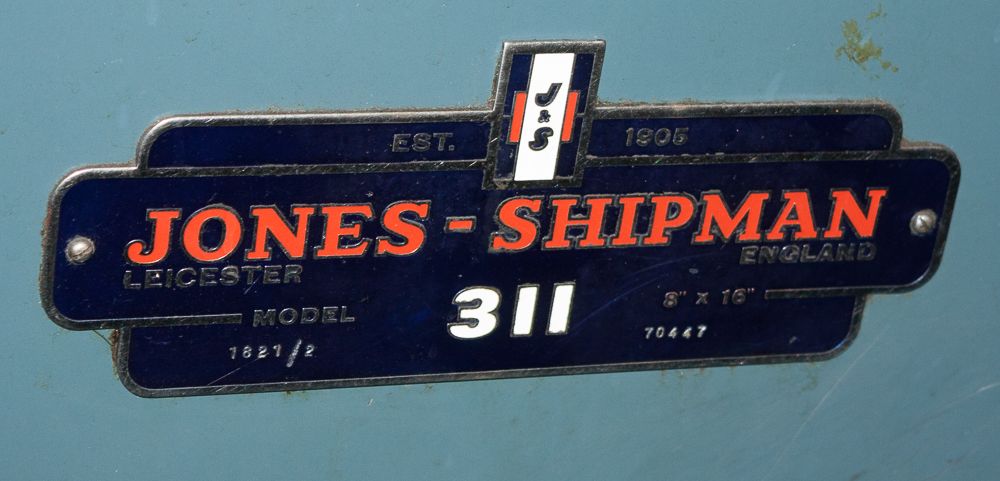 J & S
EST. 1905
JONES - SHIPMAN
LEICESTER ENGLAND
MODEL 311 8" X 16"
1821/2 70447